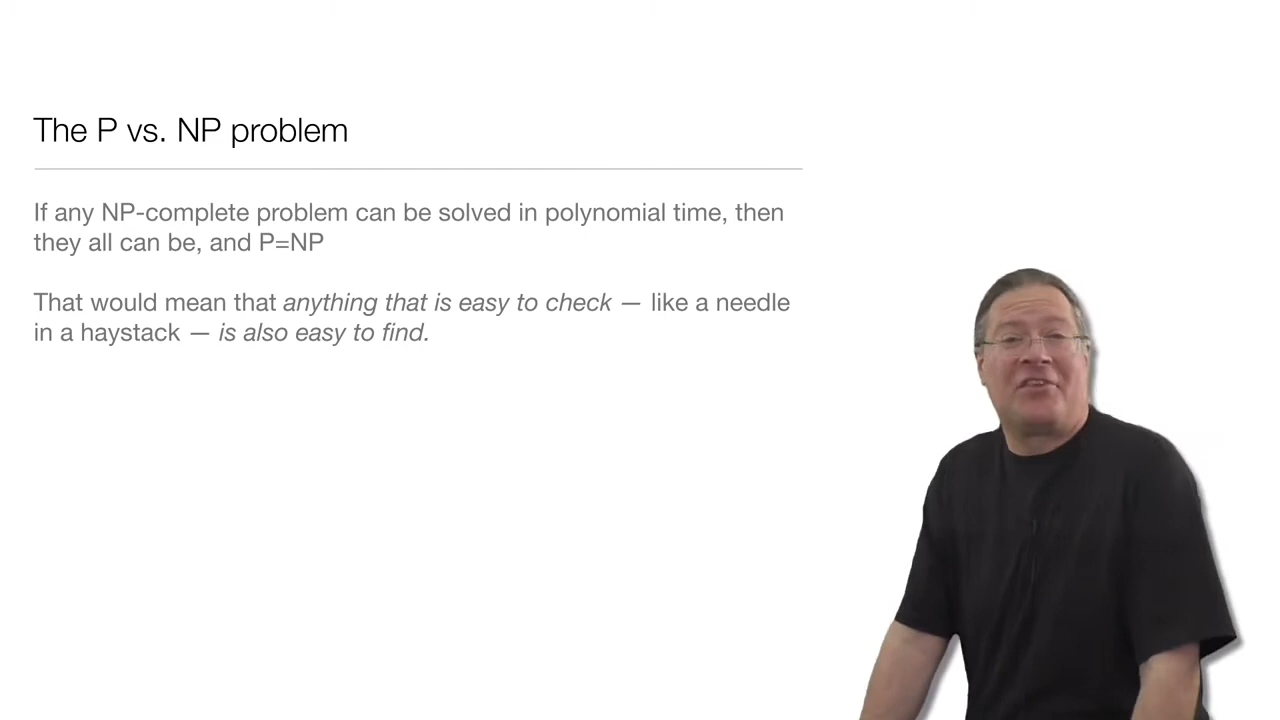 The P vs. NP problem
If any NP-complete problem can be solved in polynomial time, then
they all can be, and P=NP
That would mean that anything that is easy to check — like a needle
in a haystack — is also easy to find.